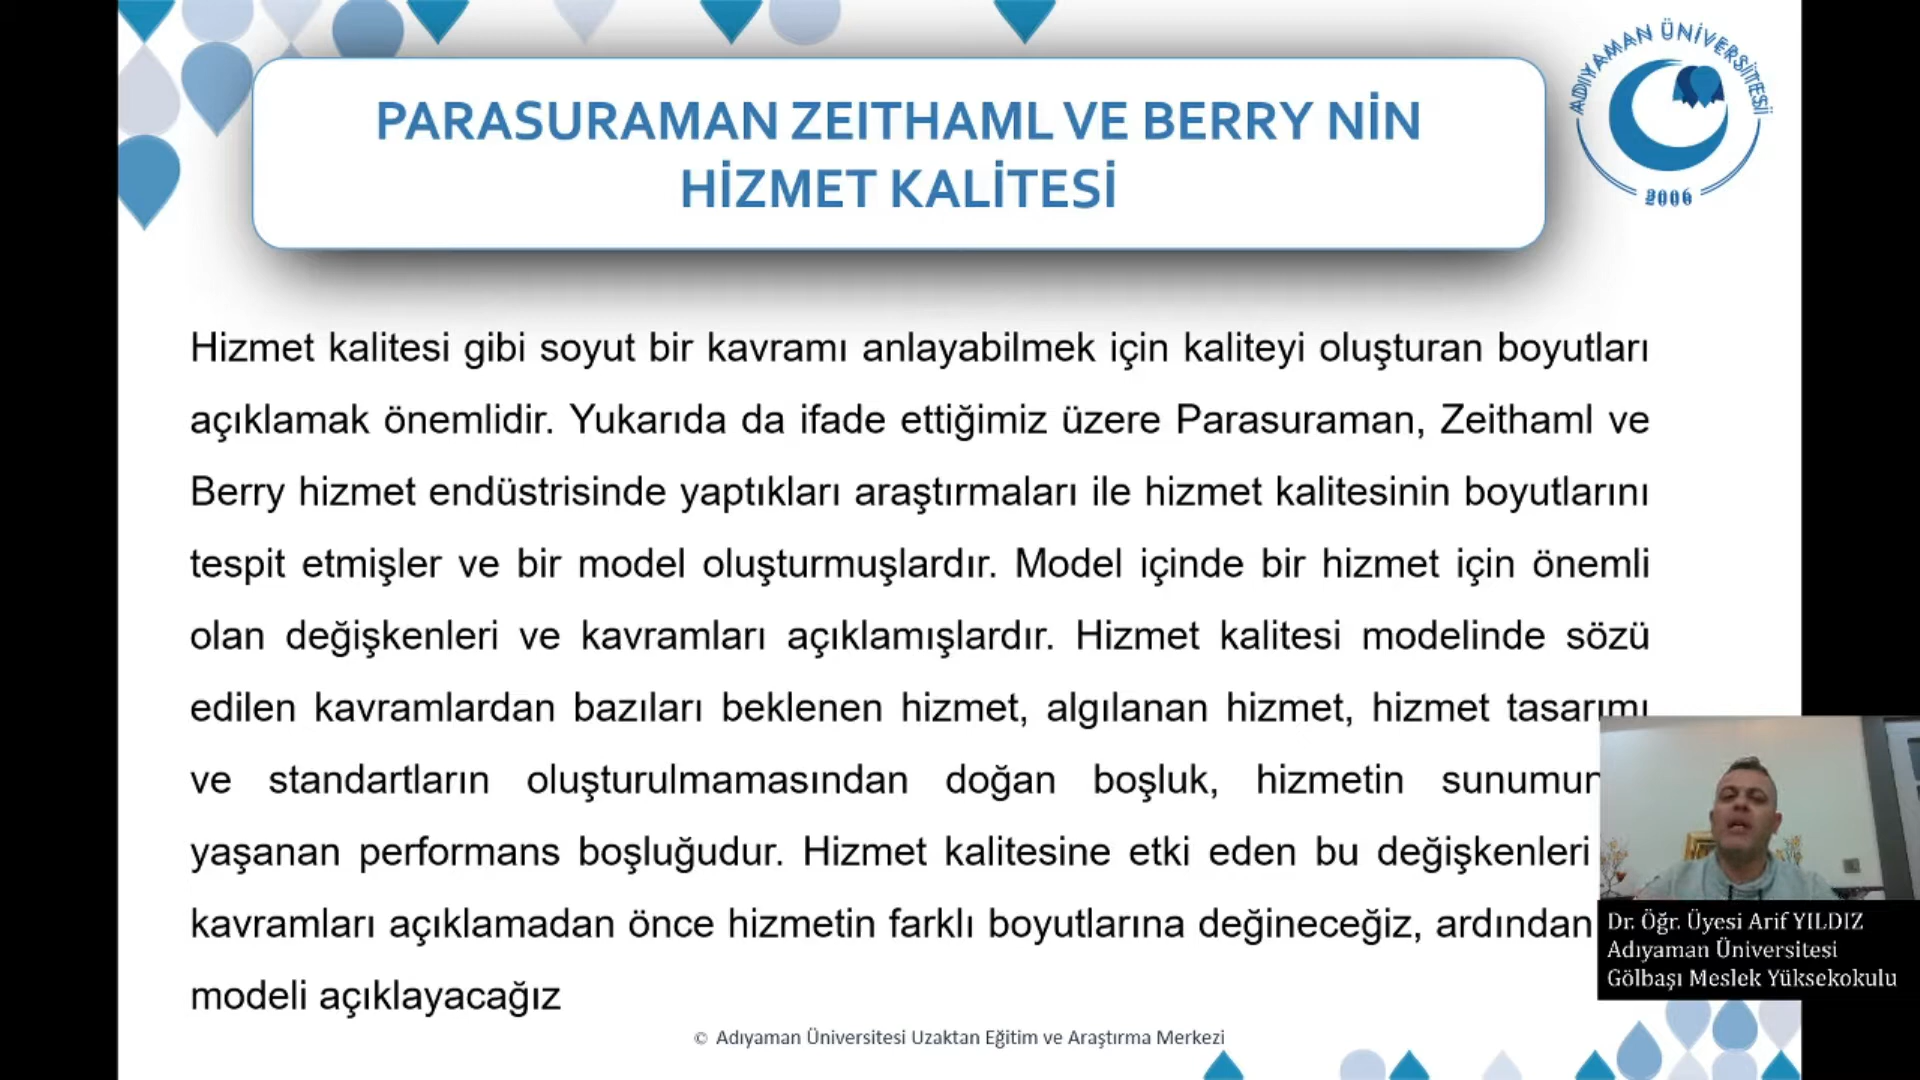 PARASURAMAN ZEITHAML VE BERRY NİN
HİZMET KALİTESİ
ADIYAMAN ÜNİVERSİTESİ
2006
Hizmet kalitesi gibi soyut bir kavramı anlayabilmek için kaliteyi oluşturan boyutları
açıklamak önemlidir. Yukarıda da ifade ettiğimiz üzere Parasuraman, Zeithaml ve
Berry hizmet endüstrisinde yaptıkları araştırmaları ile hizmet kalitesinin boyutlarını
tespit etmişler ve bir model oluşturmuşlardır. Model içinde bir hizmet için önemli
olan değişkenleri ve kavramları açıklamışlardır. Hizmet kalitesi modelinde sözü
edilen kavramlardan bazıları beklenen hizmet, algılanan hizmet, hizmet tasarımı
ve standartların oluşturulmamasından doğan boşluk, hizmetin
yaşanan performans boşluğudur. Hizmet kalitesine etki eden bu değişkenleri
kavramları açıklamadan önce hizmetin farklı boyutlarına değineceğiz, ardından
modeli açıklayacağız
Dr. Öğr. Üyesi Arif YILDIZ
Adıyaman Üniversitesi
Gölbaşı Meslek Yüksekokulu
© Adıyaman Üniversitesi Uzaktan Eğitim ve Araştırma Merkezi